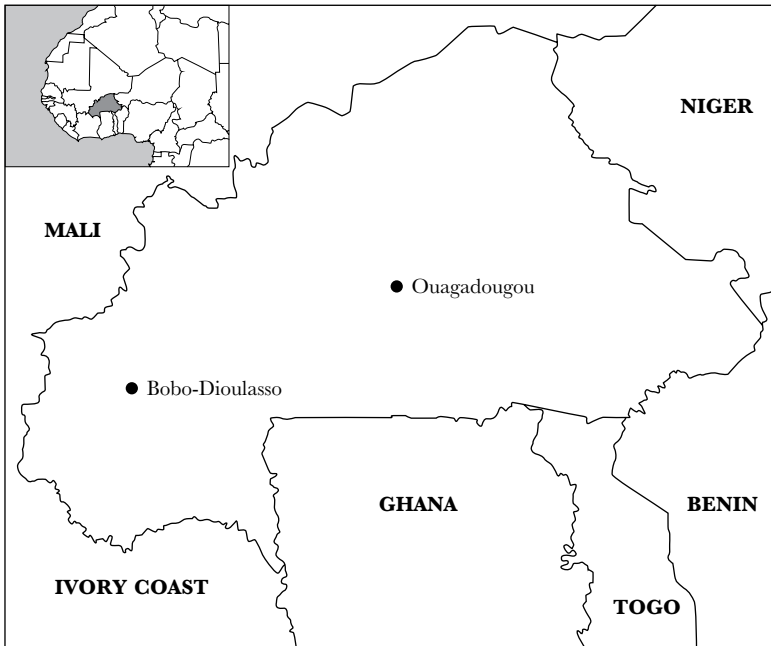 NIGER
MALI
Ouagadougou
Bobo-Dioulasso
GHANA
BENIN
IVORY COAST
TOGO